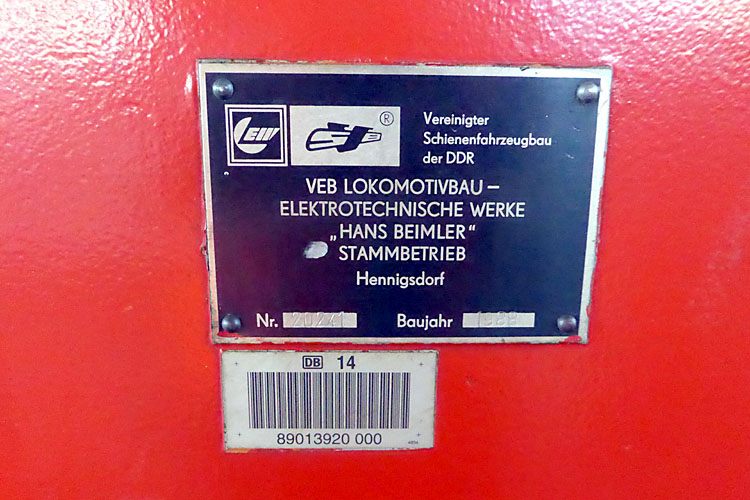 LEW
®
Vereinigter
Schienenfahrzeugbau
der DDR
VEB LOKOMOTIVBAU –
ELEKTROTECHNISCHE WERKE
„HANS BEIMLER“
STAMMBETRIEB
Hennigsdorf
Nr. 20241 Baujahr 1989
DB 14
89013920 000